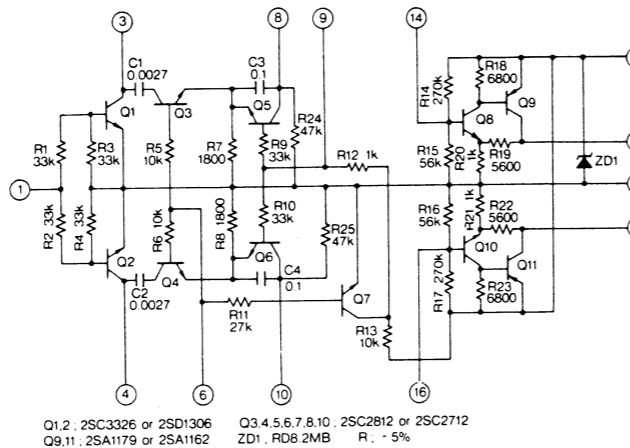 3
8
9
14
C1
0.0027
C3
0.1
R18
6800
R14
270k
Q1
Q3
Q5
R24
47k
Q8
Q9
R1
33k
R3
33k
R5
10k
R7
1800
R9
33k
R12 1k
R15
56k
R20
1k
R19
5600
ZD1
1
R2 33k
R4 33k
R6 10k
R8 1800
R10
33k
R25
47k
R16
56k
R21 1k
R22
5600
Q2
Q4
Q6
Q7
Q10
Q11
C2
0.0027
C4
0.1
R11
27k
R13
10k
R17 270k
R23
6800
4
6
10
16
Q1,2 ; 2SC3326 or 2SD1306 Q3.4,5,6,7,8,10 ; 2SC2812 or 2SC2712
Q9,11 ; 2SA1179 or 2SA1162 ZD1 , RD8.2MB R ; - 5%